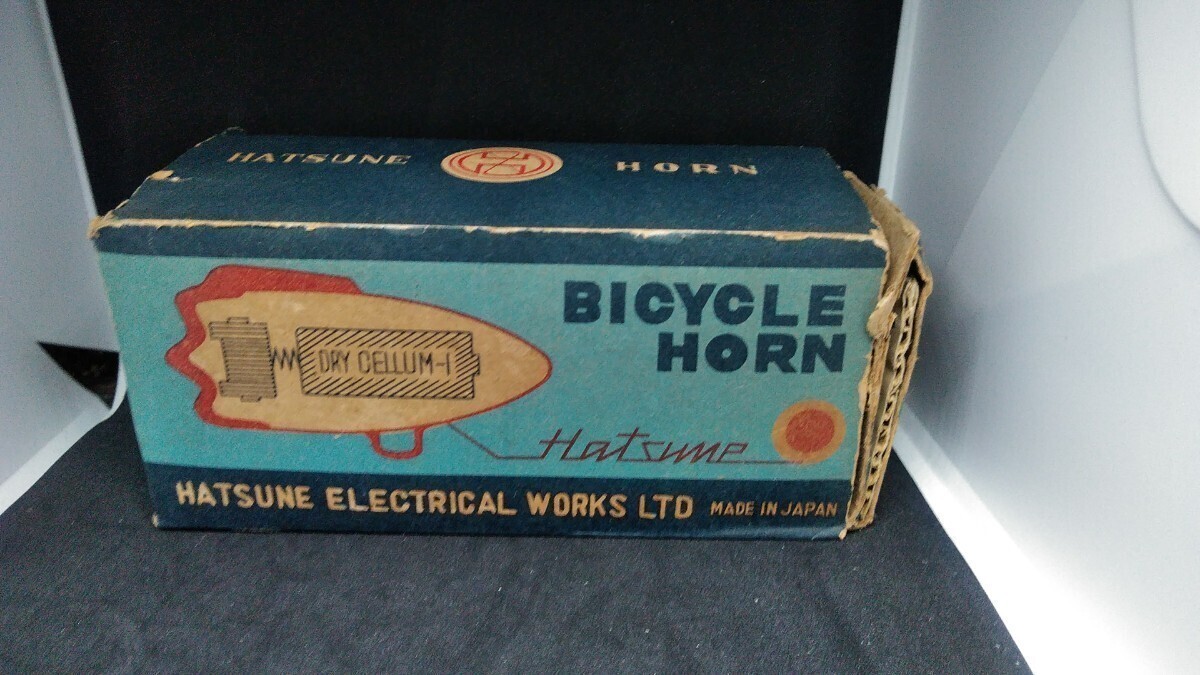 HATSUNE HORN
BICYCLE
HORN
DRY CELLUM-1
Hatsune
HATSUNE ELECTRICAL WORKS LTD MADE IN JAPAN